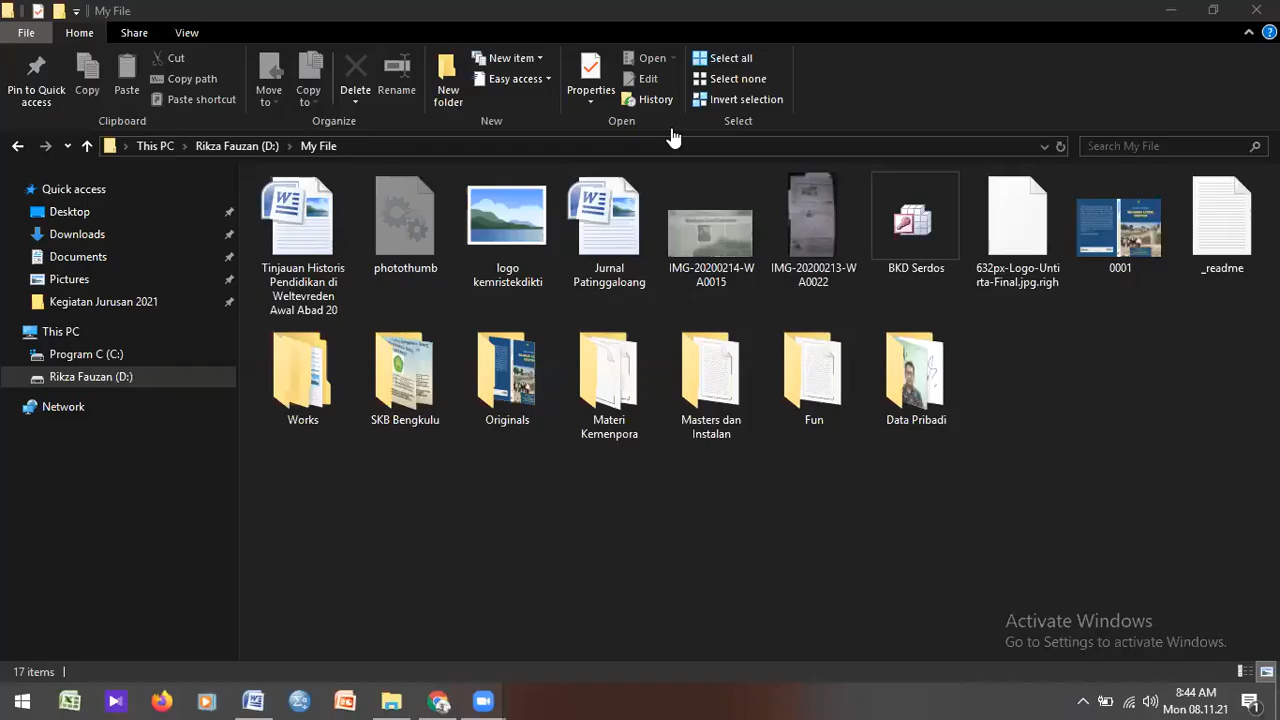 My File
File
Home
Share
View
Pin to Quick
access
Copy
Paste
Cut
Copy path
Paste shortcut
Clipboard
Move
to
Copy
to
Delete
Rename
Organize
New
folder
New item
Easy access
New
Properties
Open
Edit
History
Open
Select all
Select none
Invert selection
Select
This PC
Rikza Fauzan (D:)
My File
Search My File
Quick access
Desktop
Downloads
Documents
Pictures
Kegiatan Jurusan 2021
This PC
Program C (C:)
Rikza Fauzan (D:)
Network
Tinjauan Historis
Pendidikan di
Weltevreden
Awal Abad 20
photothumb
logo
kemristekdikti
Jurnal
Patinggaloang
IMG-20200214-W
A0015
IMG-20200213-W
A0022
BKD Serdos
632px-Logo-Unti
rta-Final.jpg.righ
0001
_readme
Works
SKB Bengkulu
Originals
Materi
Kemenpora
Masters dan
Instalan
Fun
Data Pribadi
Activate Windows
Go to Settings to activate Windows.
17 items
8:44 AM
Mon 08.11.21
1